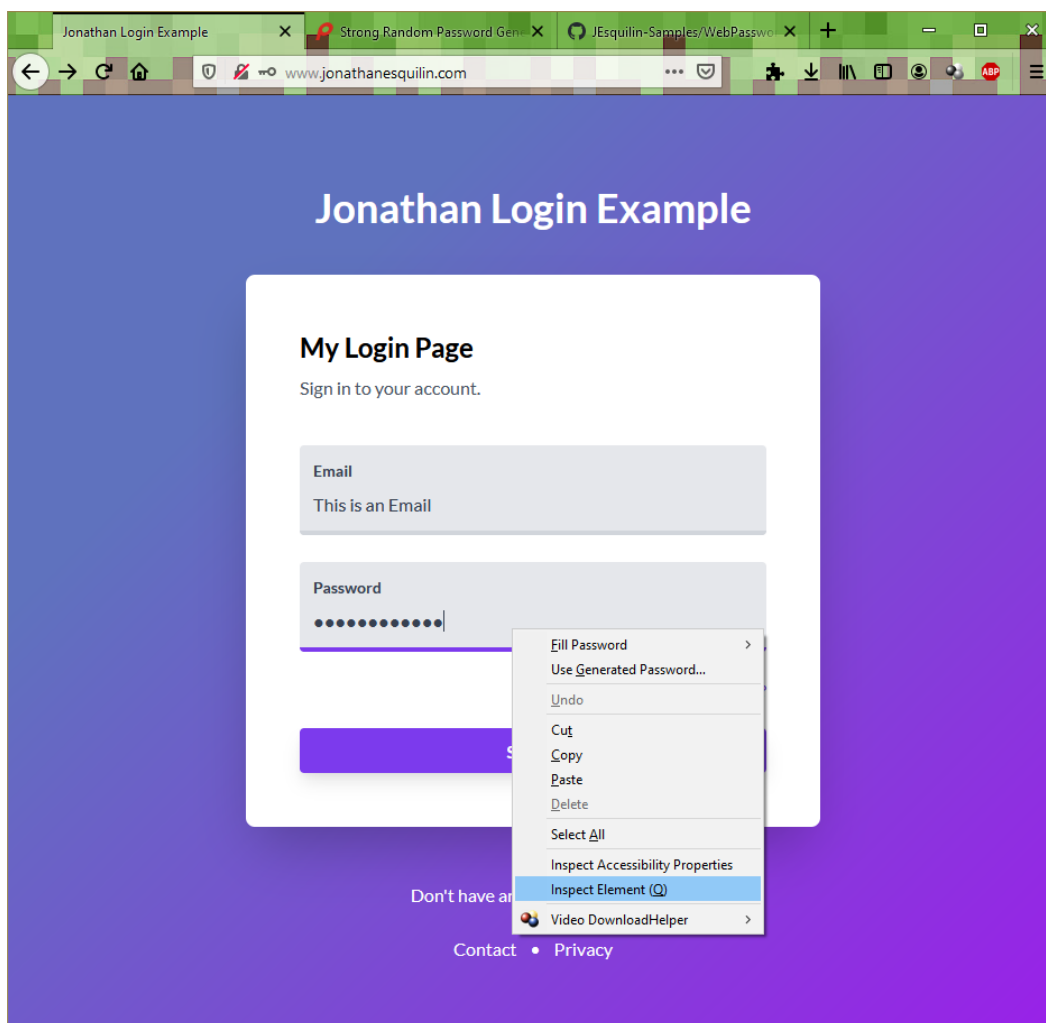 Jonathan Login Example
Strong Random Password Gen
JEsquilin-Samples/WebPasswo
www.jonathanesquilin.com
ABP
Jonathan Login Example
My Login Page
Sign in to your account.
Email
This is an Email
Password
Fill Password
Use Generated Password...
Undo
Cut
Copy
Paste
Delete
Select All
Inspect Accessibility Properties
Inspect Element (Q)
Video DownloadHelper
Don't have an
Contact • Privacy